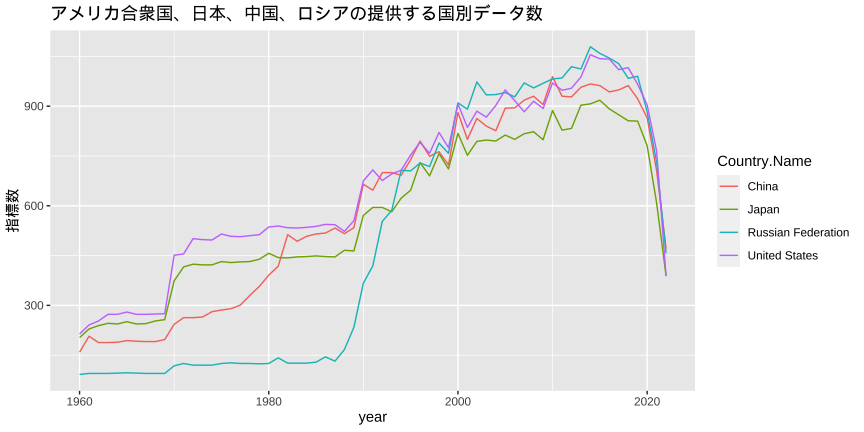 アメリカ合衆国、日本、中国、ロシアの提供する国別データ数
指標数
900
600
300
1960
1980
2000
2020
year
Country.Name
China
Japan
Russian Federation
United States